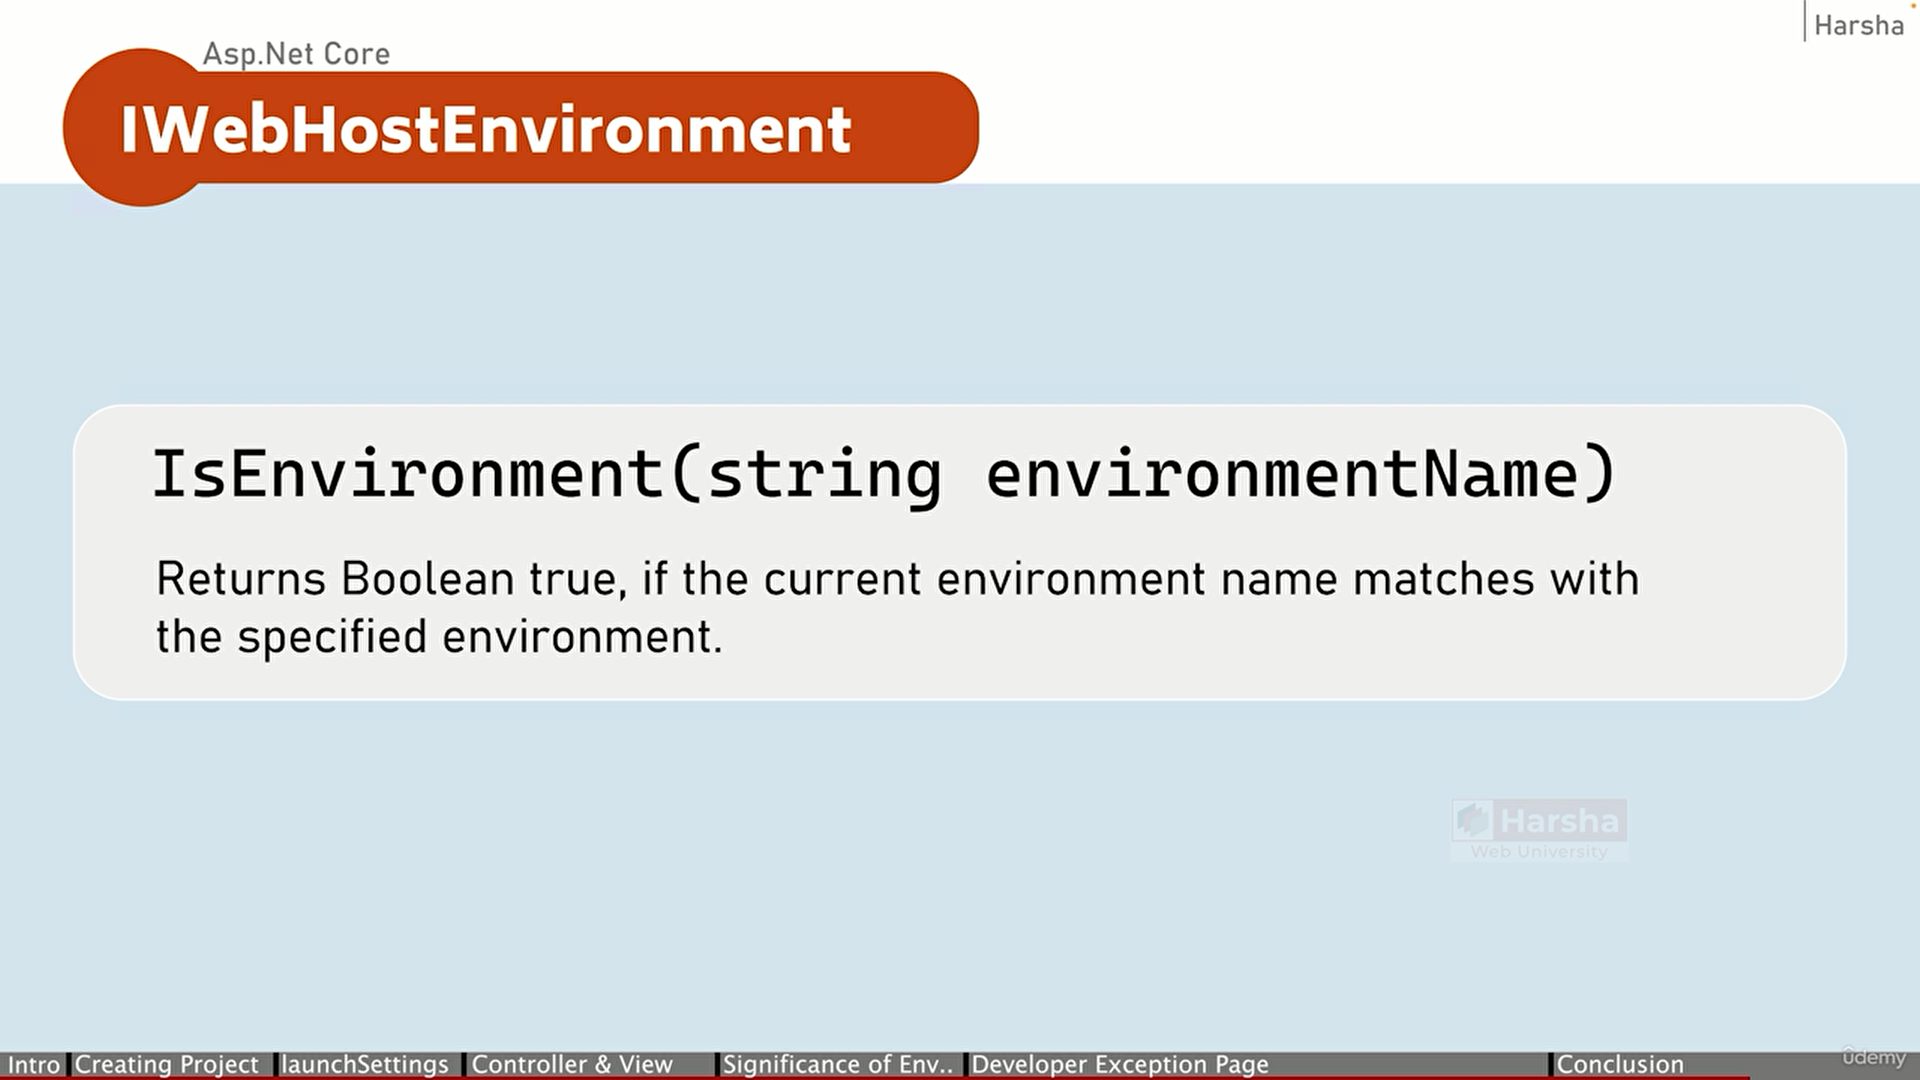 Harsha
Asp.Net Core
IWebHostEnvironment
IsEnvironment(string environmentName)
Returns Boolean true, if the current environment name matches with
the specified environment.
Harsha
Web University
Intro Creating Project launchSettings Controller & View Significance of Env.. Developer Exception Page Conclusion
ûdemy